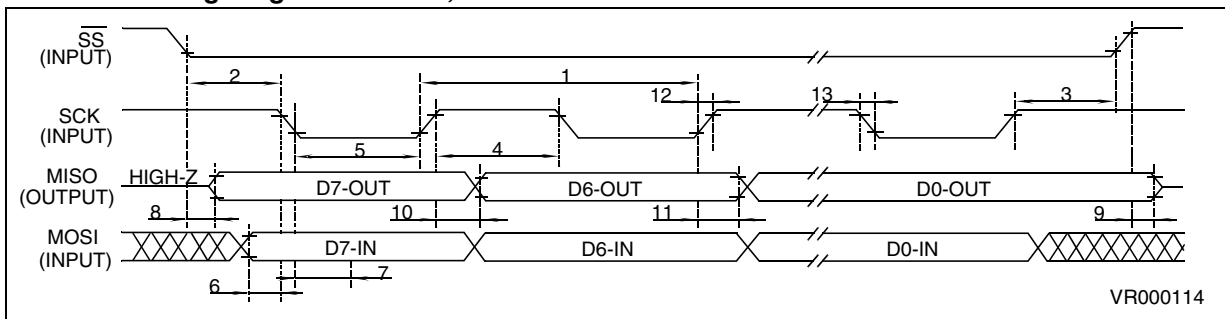 SS
(INPUT)
2
1
SCK
(INPUT)
12
13
3
5
4
MISO
(OUTPUT)
HIGH-Z
D7-OUT
D6-OUT
D0-OUT
8
10
11
9
MOSI
(INPUT)
D7-IN
D6-IN
D0-IN
7
6
VR000114